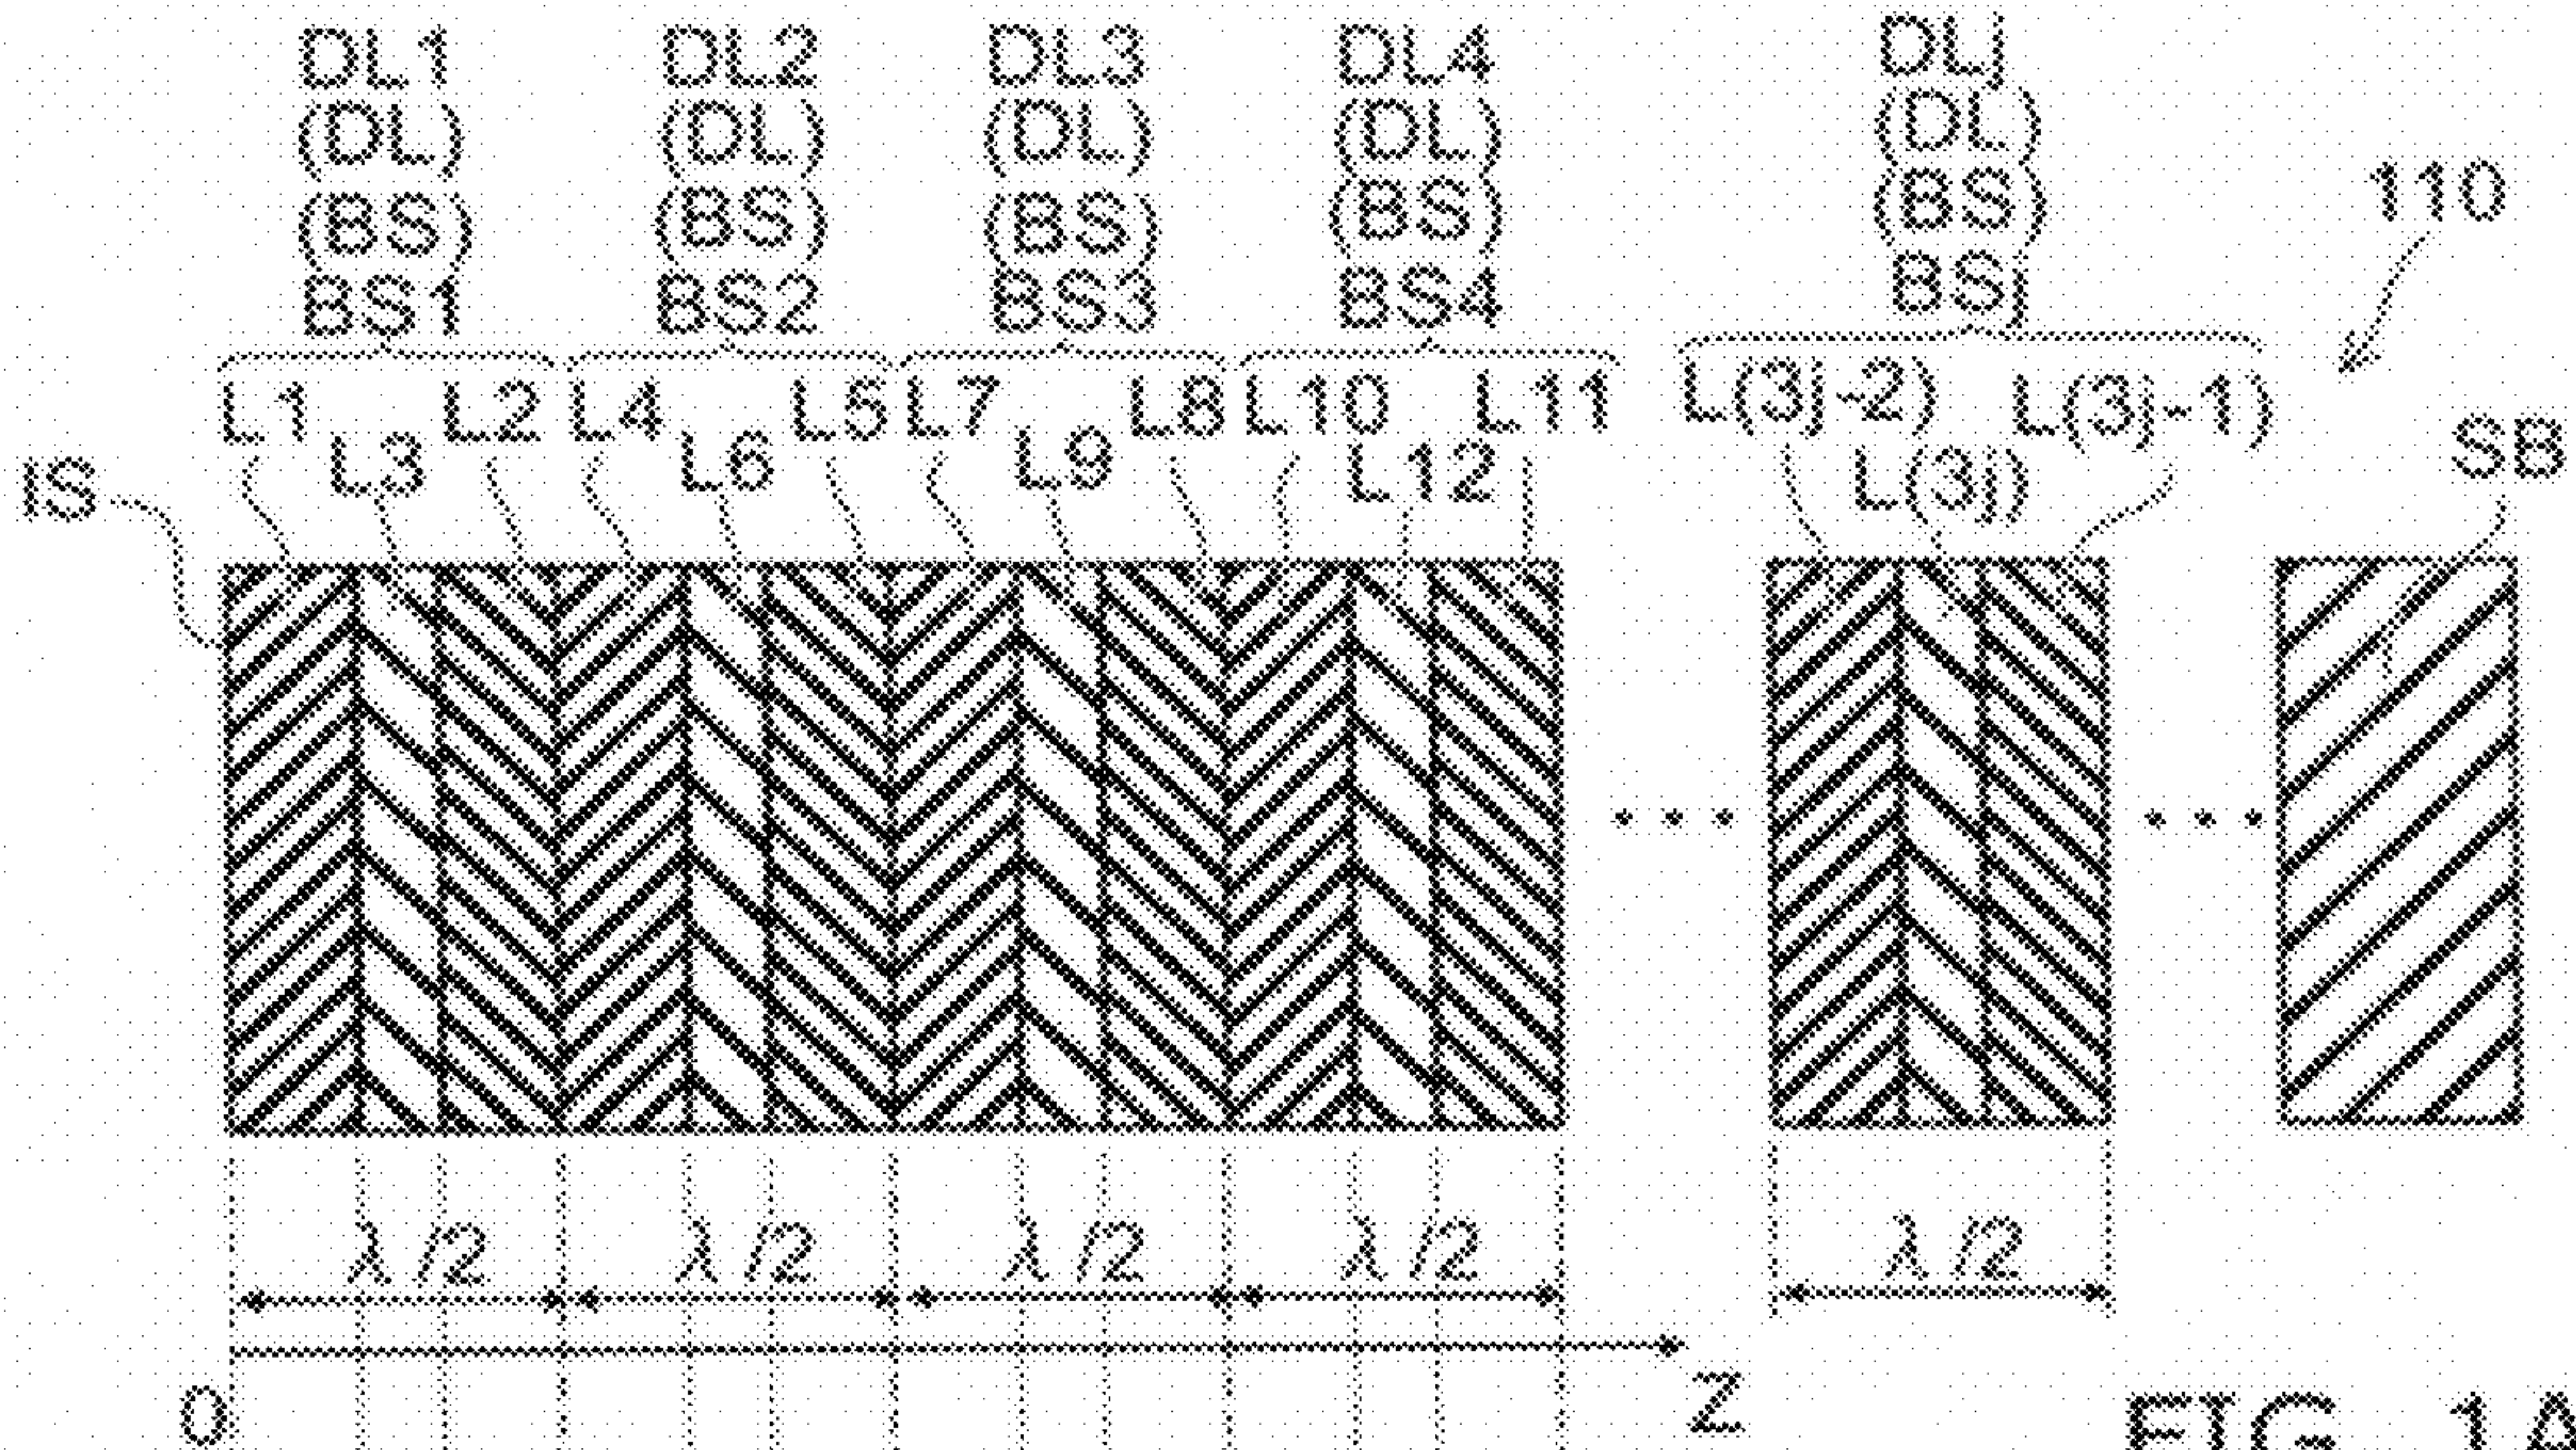 DL1 DL2 DL3 DL4 DLj
(DL) (DL) (DL) (DL) (DL)
(BS) (BS) (BS) (BS) (BS)
BS1 BS2 BS3 BS4 BSj
110
L1 L2 L4 L5 L7 L8 L10 L11 L(3j-2) L(3j-1)
IS L3 L6 L9 L12 L(3j) SB
λ/2 λ/2 λ/2 λ/2 λ/2
0 Z
FIG. 1A